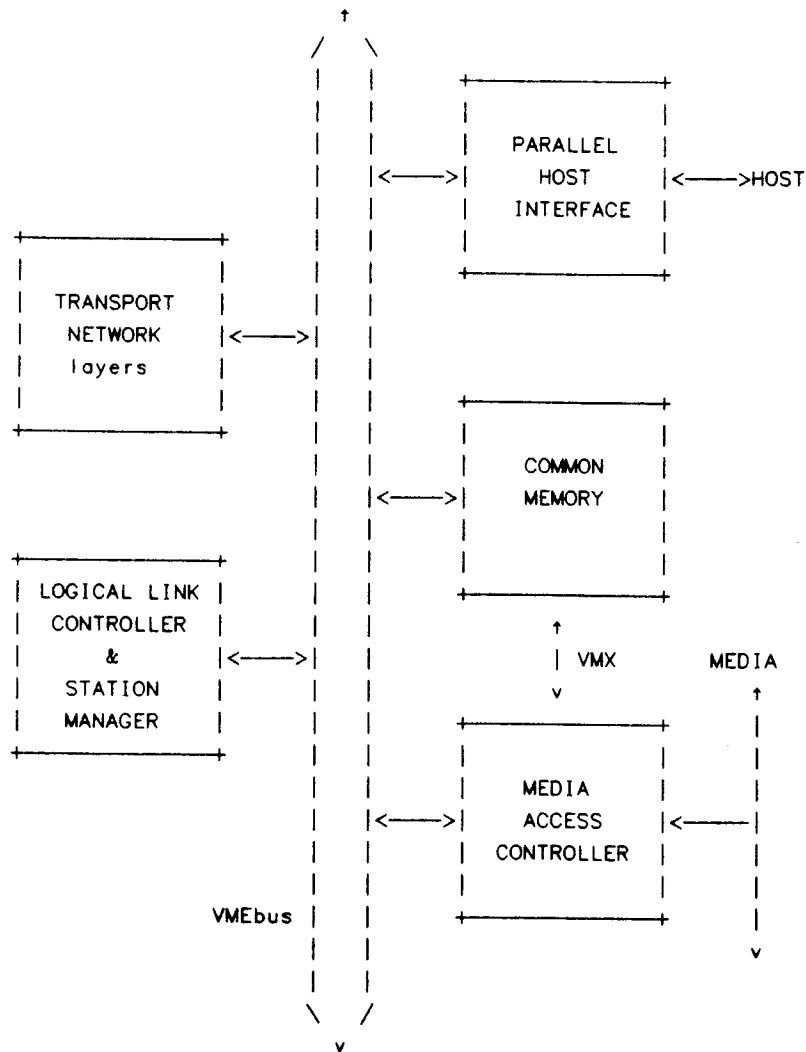 PARALLEL
HOST
INTERFACE
HOST
TRANSPORT
NETWORK
layers
COMMON
MEMORY
LOGICAL LINK
CONTROLLER
&
STATION
MANAGER
VMX
MEDIA
MEDIA
ACCESS
CONTROLLER
VMEbus